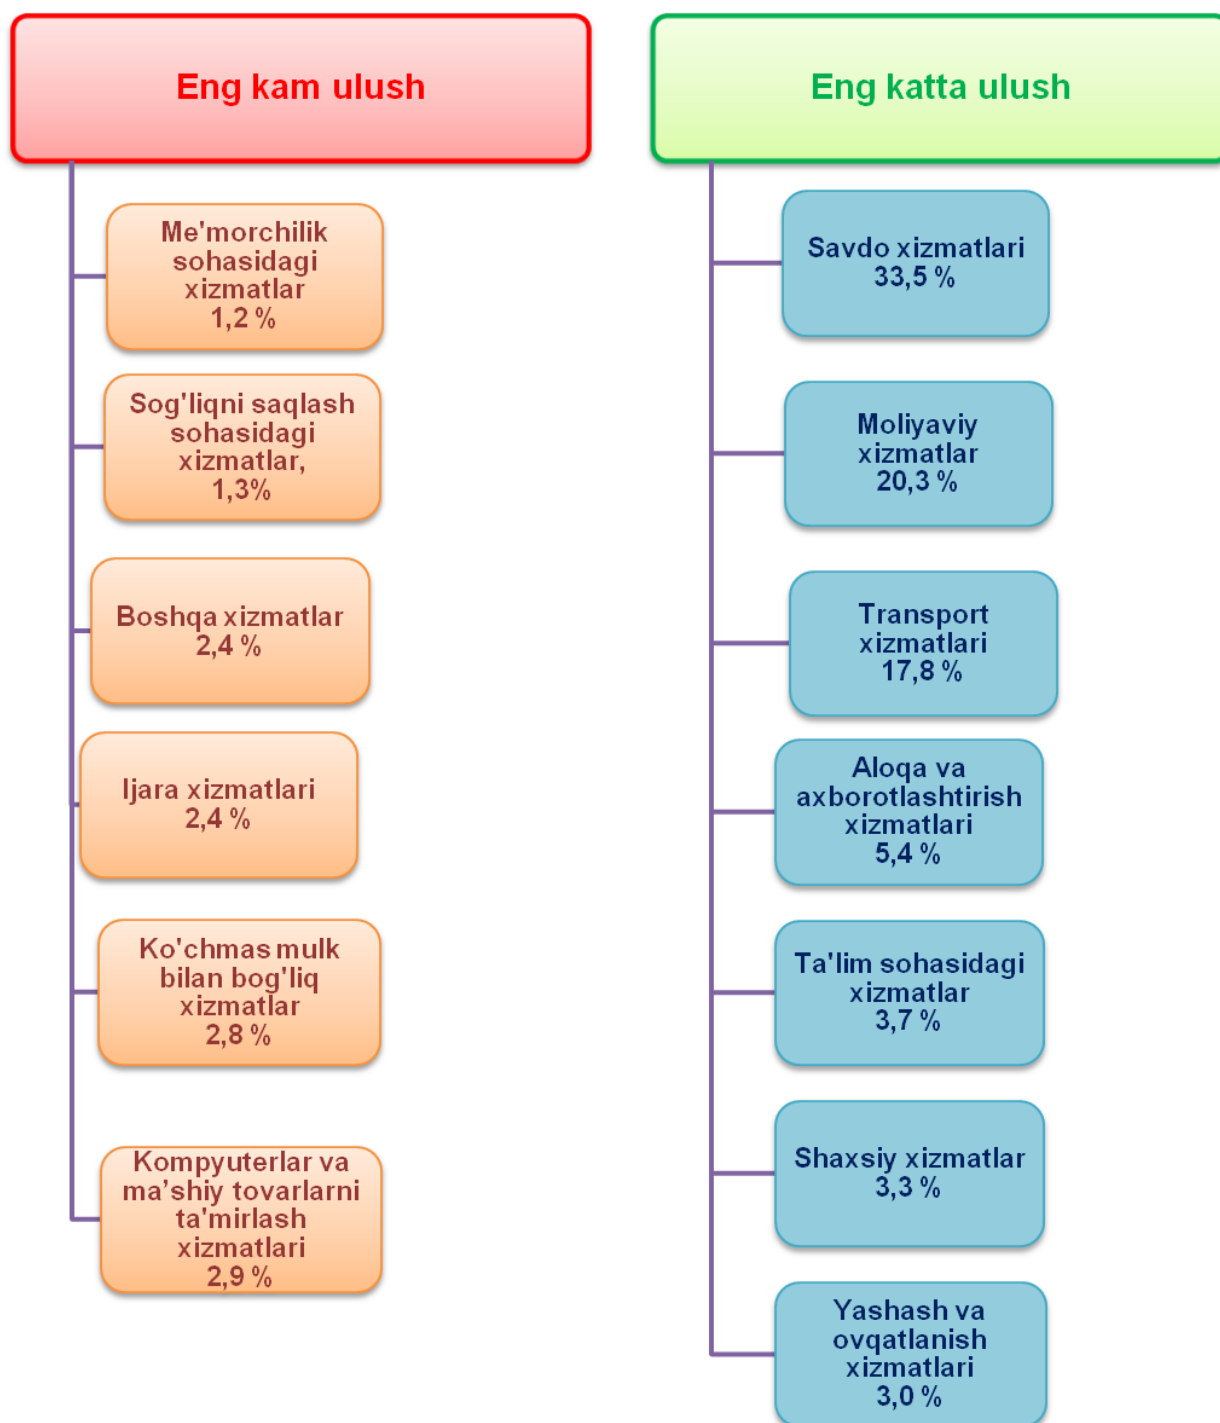 Eng kam ulush
Me'morchilik
sohasidagi
xizmatlar
1,2 %
Sog'liqni saqlash
sohasidagi
xizmatlar,
1,3%
Boshqa xizmatlar
2,4 %
Ijara xizmatlari
2,4 %
Ko'chmas mulk
bilan bog'liq
xizmatlar
2,8 %
Kompyuterlar va
ma’shiy tovarlarni
ta'mirlash
xizmatlari
2,9 %
Eng katta ulush
Savdo xizmatlari
33,5 %
Moliyaviy
xizmatlar
20,3 %
Transport
xizmatlari
17,8 %
Aloqa va
axborotlashtirish
xizmatlari
5,4 %
Ta'lim sohasidagi
xizmatlar
3,7 %
Shaxsiy xizmatlar
3,3 %
Yashash va
ovqatlanish
xizmatlari
3,0 %